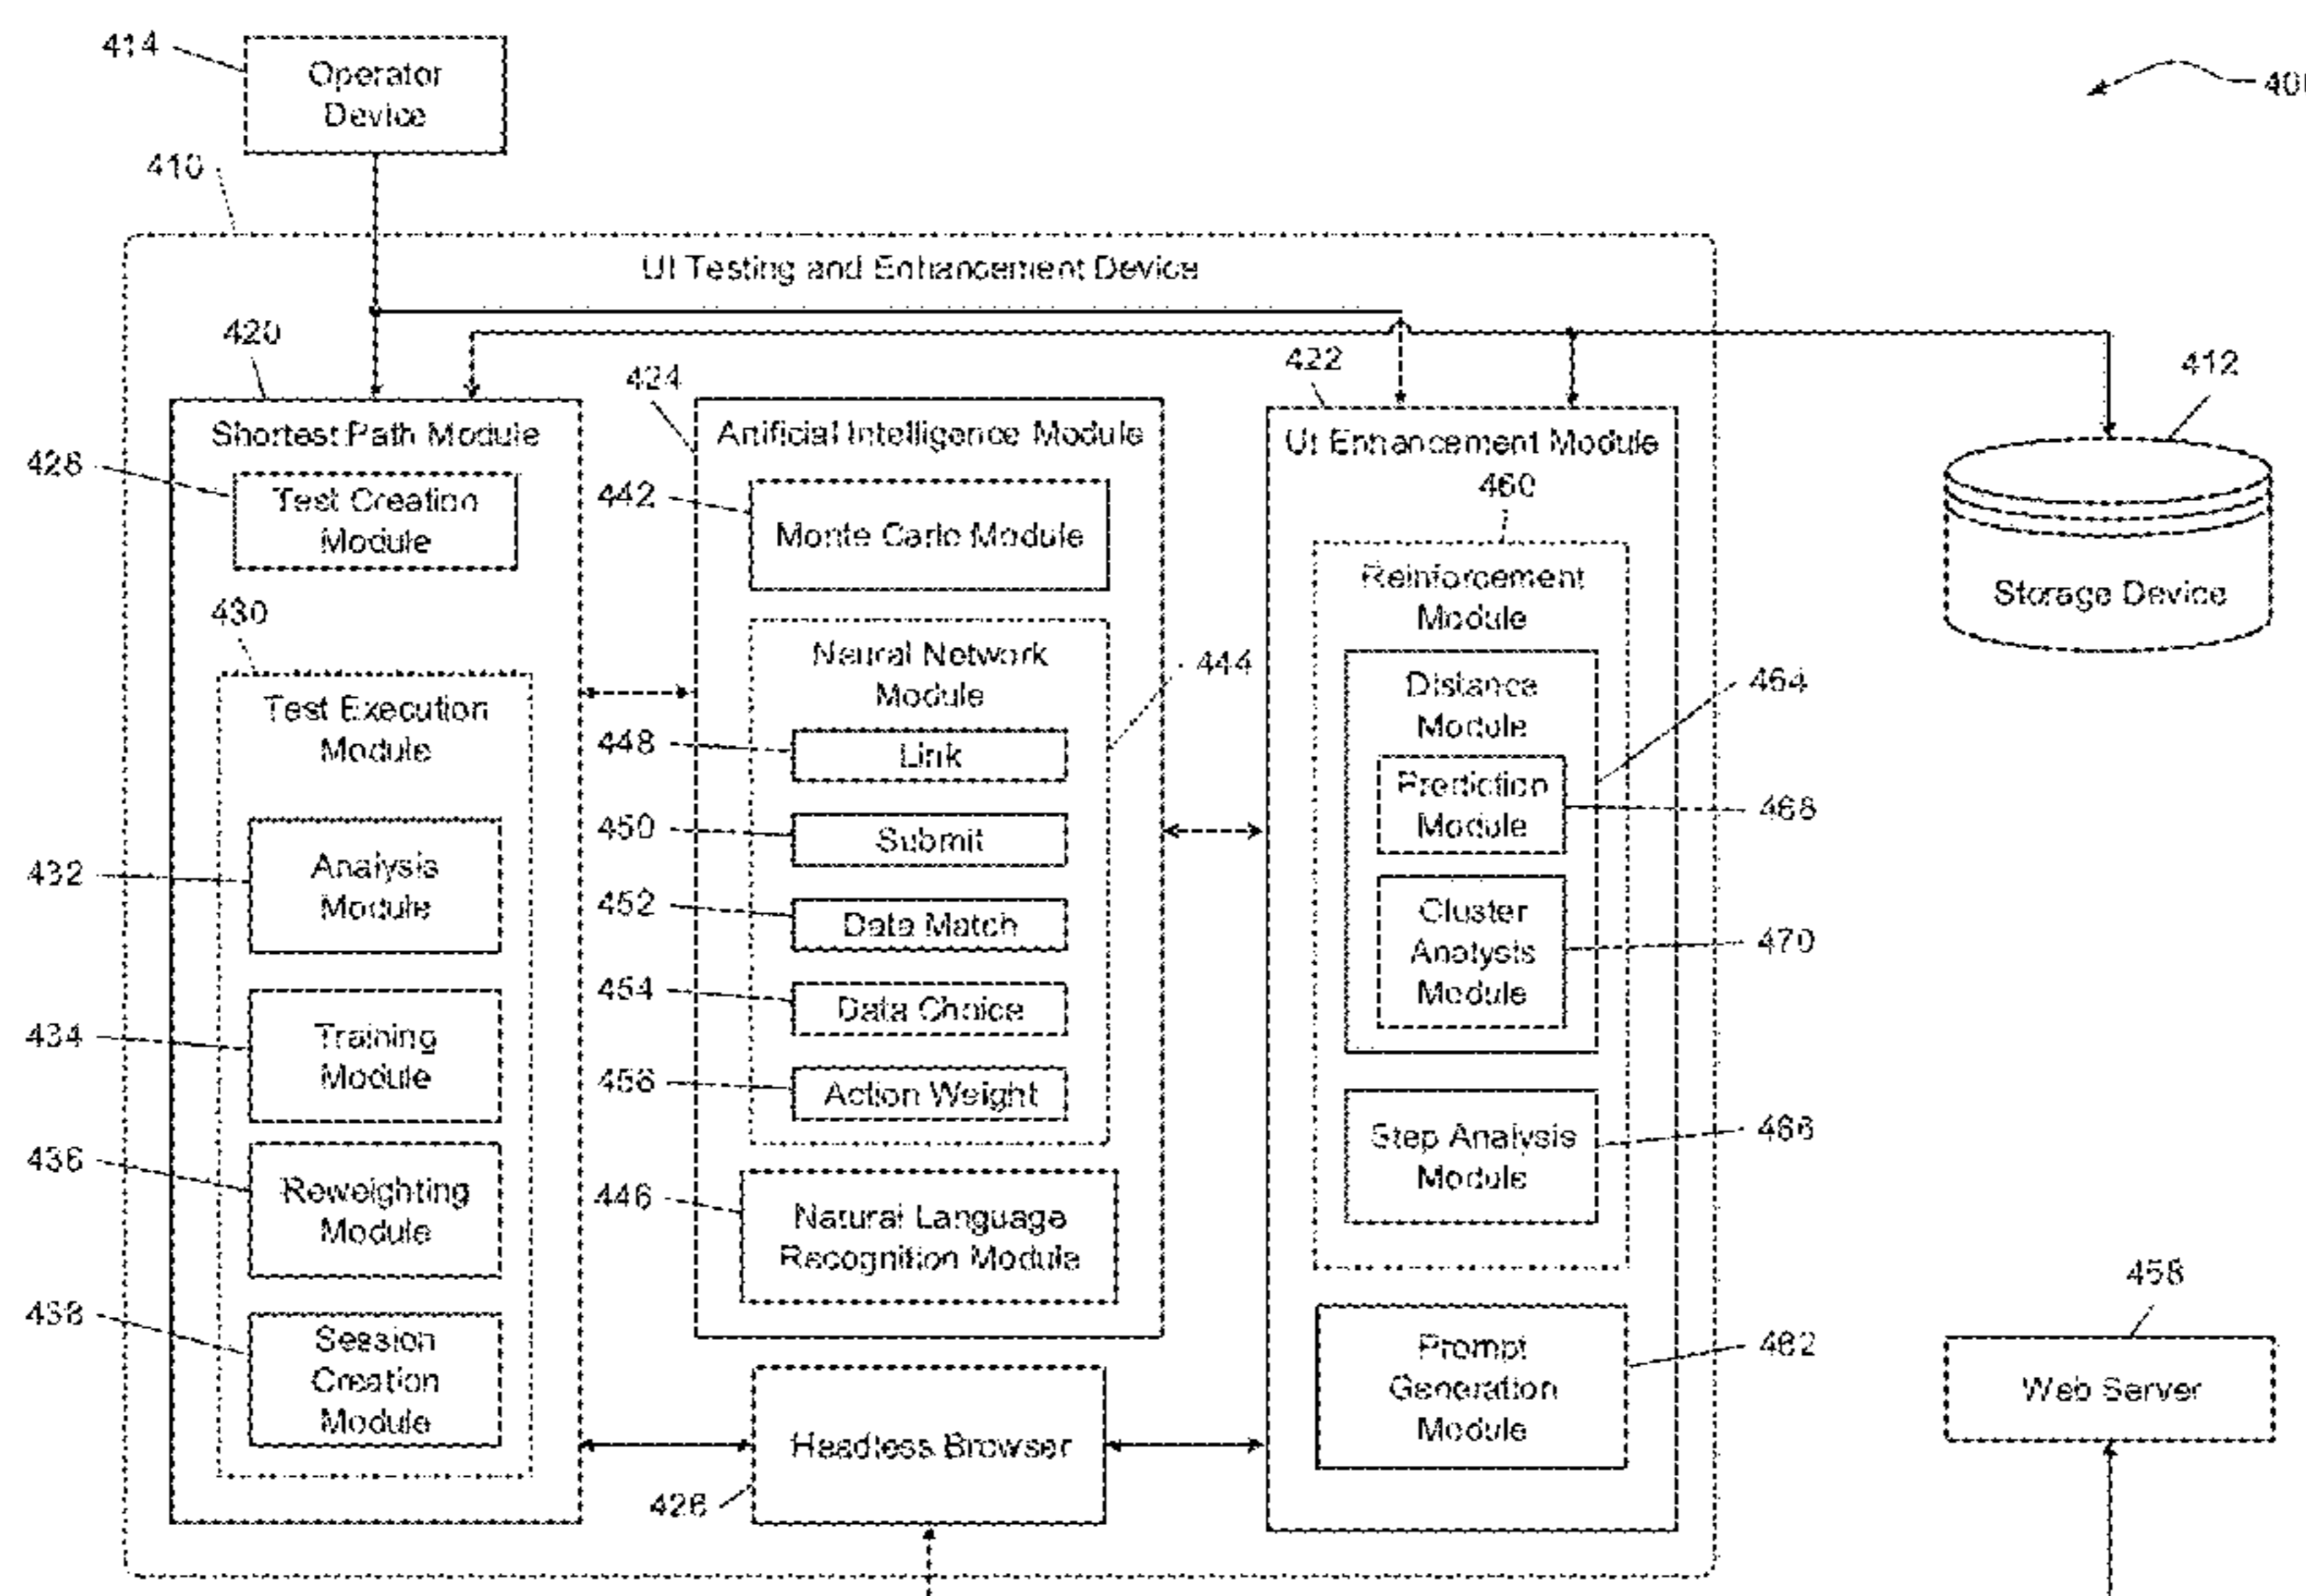 414
Operator
Device
410
UI Testing and Enhancement Device
420
Shortest Path Module
428
Test Creation
Module
430
Test Execution
Module
432
Analysis
Module
434
Training
Module
436
Reweighting
Module
438
Session
Creation
Module
424
Artificial Intelligence Module
442
Monte Carlo Module
Neural Network
Module
444
448
Link
450
Submit
452
Data Match
454
Data Choice
456
Action Weight
446
Natural Language
Recognition Module
Headless Browser
426
422
UI Enhancement Module
460
Reinforcement
Module
Distance
Module
464
Prediction
Module
468
Cluster
Analysis
Module
470
Step Analysis
Module
466
Prompt
Generation
Module
462
412
Storage Device
458
Web Server